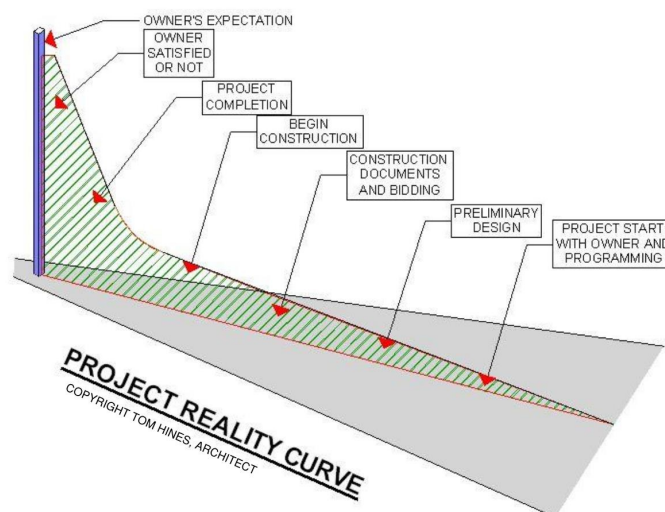 OWNER'S EXPECTATION
OWNER
SATISFIED
OR NOT
PROJECT
COMPLETION
BEGIN
CONSTRUCTION
CONSTRUCTION
DOCUMENTS
AND BIDDING
PRELIMINARY
DESIGN
PROJECT START
WITH OWNER AND
PROGRAMMING
PROJECT REALITY CURVE
COPYRIGHT TOM HINES, ARCHITECT